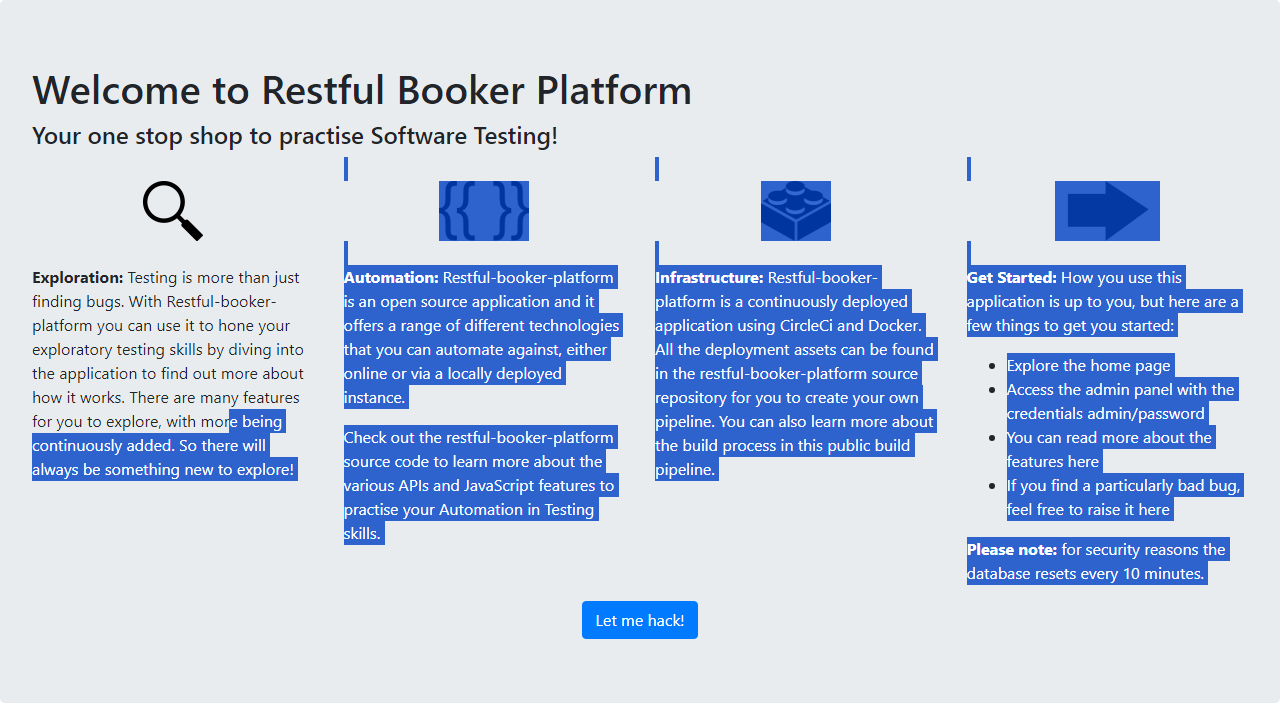 Welcome to Restful Booker Platform
Your one stop shop to practise Software Testing!
Exploration: Testing is more than just
finding bugs. With Restful-booker-
platform you can use it to hone your
exploratory testing skills by diving into
the application to find out more about
how it works. There are many features
for you to explore, with more being
continuously added. So there will
always be something new to explore!
{{ }}
Automation: Restful-booker-platform
is an open source application and it
offers a range of different technologies
that you can automate against, either
online or via a locally deployed
instance.
Check out the restful-booker-platform
source code to learn more about the
various APIs and JavaScript features to
practise your Automation in Testing
skills.
Infrastructure: Restful-booker-
platform is a continuously deployed
application using CircleCi and Docker.
All the deployment assets can be found
in the restful-booker-platform source
repository for you to create your own
pipeline. You can also learn more about
the build process in this public build
pipeline.
Get Started: How you use this
application is up to you, but here are a
few things to get you started:
• Explore the home page
• Access the admin panel with the
credentials admin/password
• You can read more about the
features here
• If you find a particularly bad bug,
feel free to raise it here
Please note: for security reasons the
database resets every 10 minutes.
Let me hack!